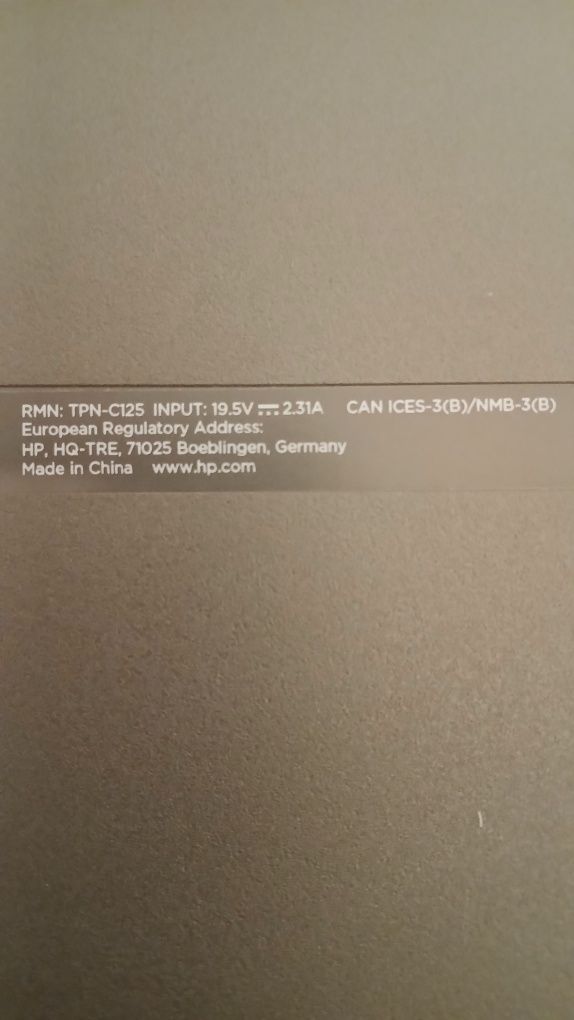 RMN: TPN-C125 INPUT: 19.5V ⎓ 2.31A CAN ICES-3(B)/NMB-3(B)
European Regulatory Address:
HP, HQ-TRE, 71025 Boeblingen, Germany
Made in China www.hp.com